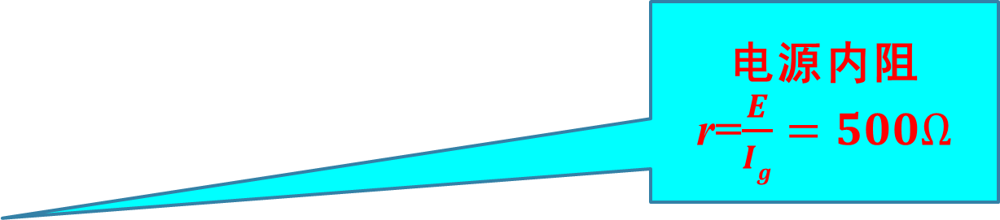 电源内阻
r=E/I_g = 500Ω